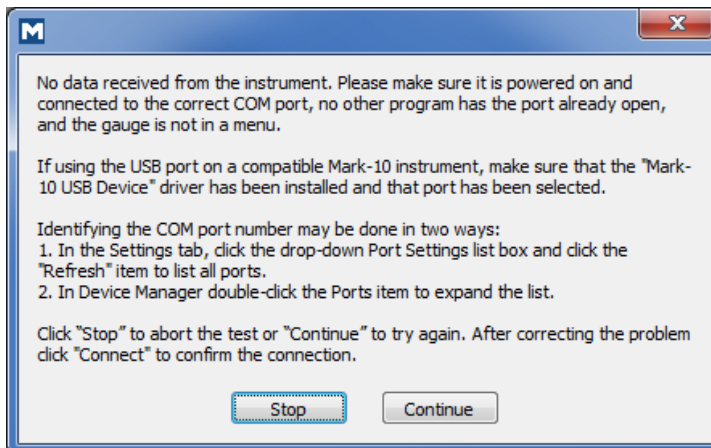 M
X
No data received from the instrument. Please make sure it is powered on and
connected to the correct COM port, no other program has the port already open,
and the gauge is not in a menu.
If using the USB port on a compatible Mark-10 instrument, make sure that the "Mark-
10 USB Device" driver has been installed and that port has been selected.
Identifying the COM port number may be done in two ways:
1. In the Settings tab, click the drop-down Port Settings list box and click the
"Refresh" item to list all ports.
2. In Device Manager double-click the Ports item to expand the list.
Click “Stop” to abort the test or “Continue” to try again. After correcting the problem
click "Connect" to confirm the connection.
Stop Continue